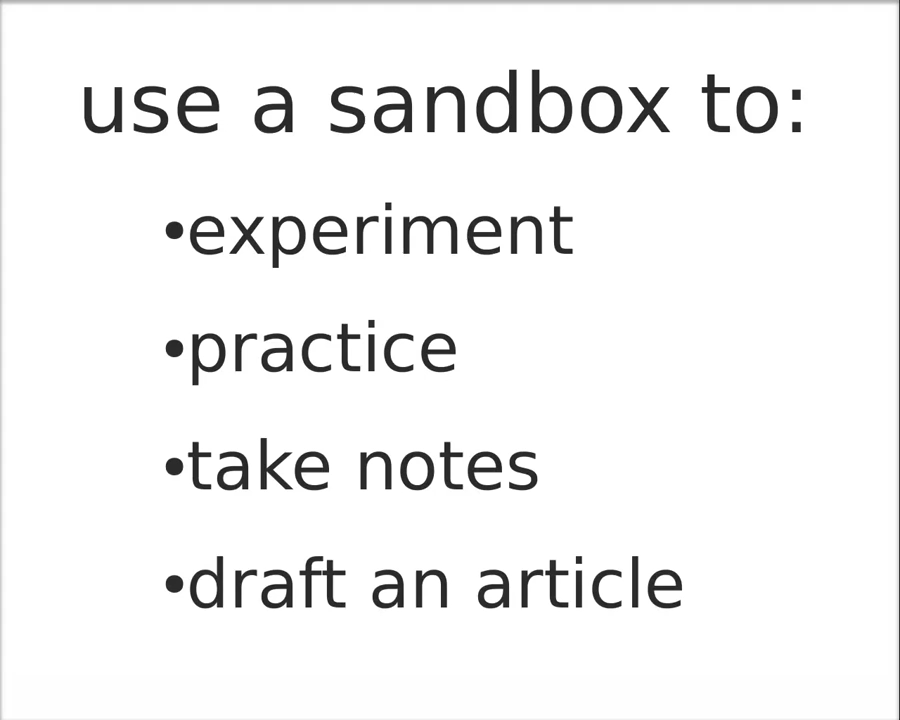 use a sandbox to:
•experiment
•practice
•take notes
•draft an article